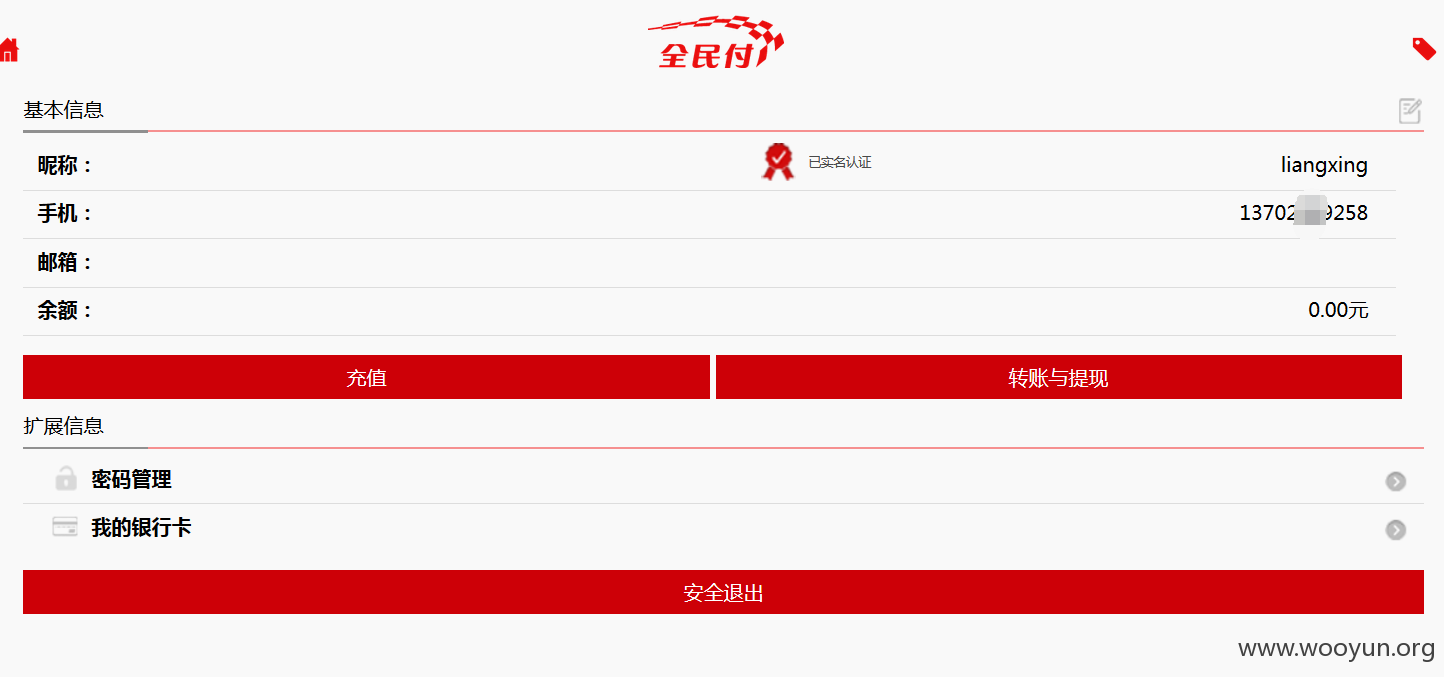 全民付
基本信息
昵称： 已实名认证 liangxing
手机： 13702 9258
邮箱：
余额： 0.00元
充值 转账与提现
扩展信息
密码管理
我的银行卡
安全退出
www.wooyun.org